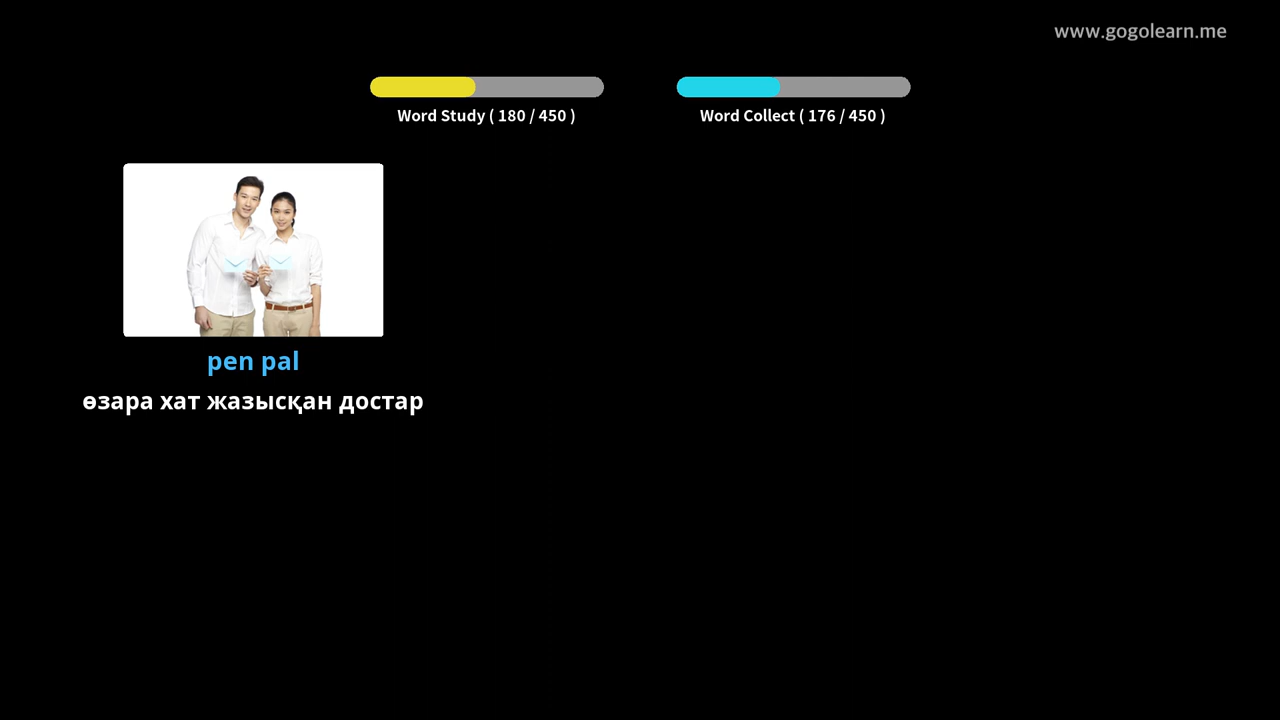 www.gogolearn.me
Word Study ( 180 / 450 )
Word Collect ( 176 / 450 )
pen pal
өзара хат жазысқан достар